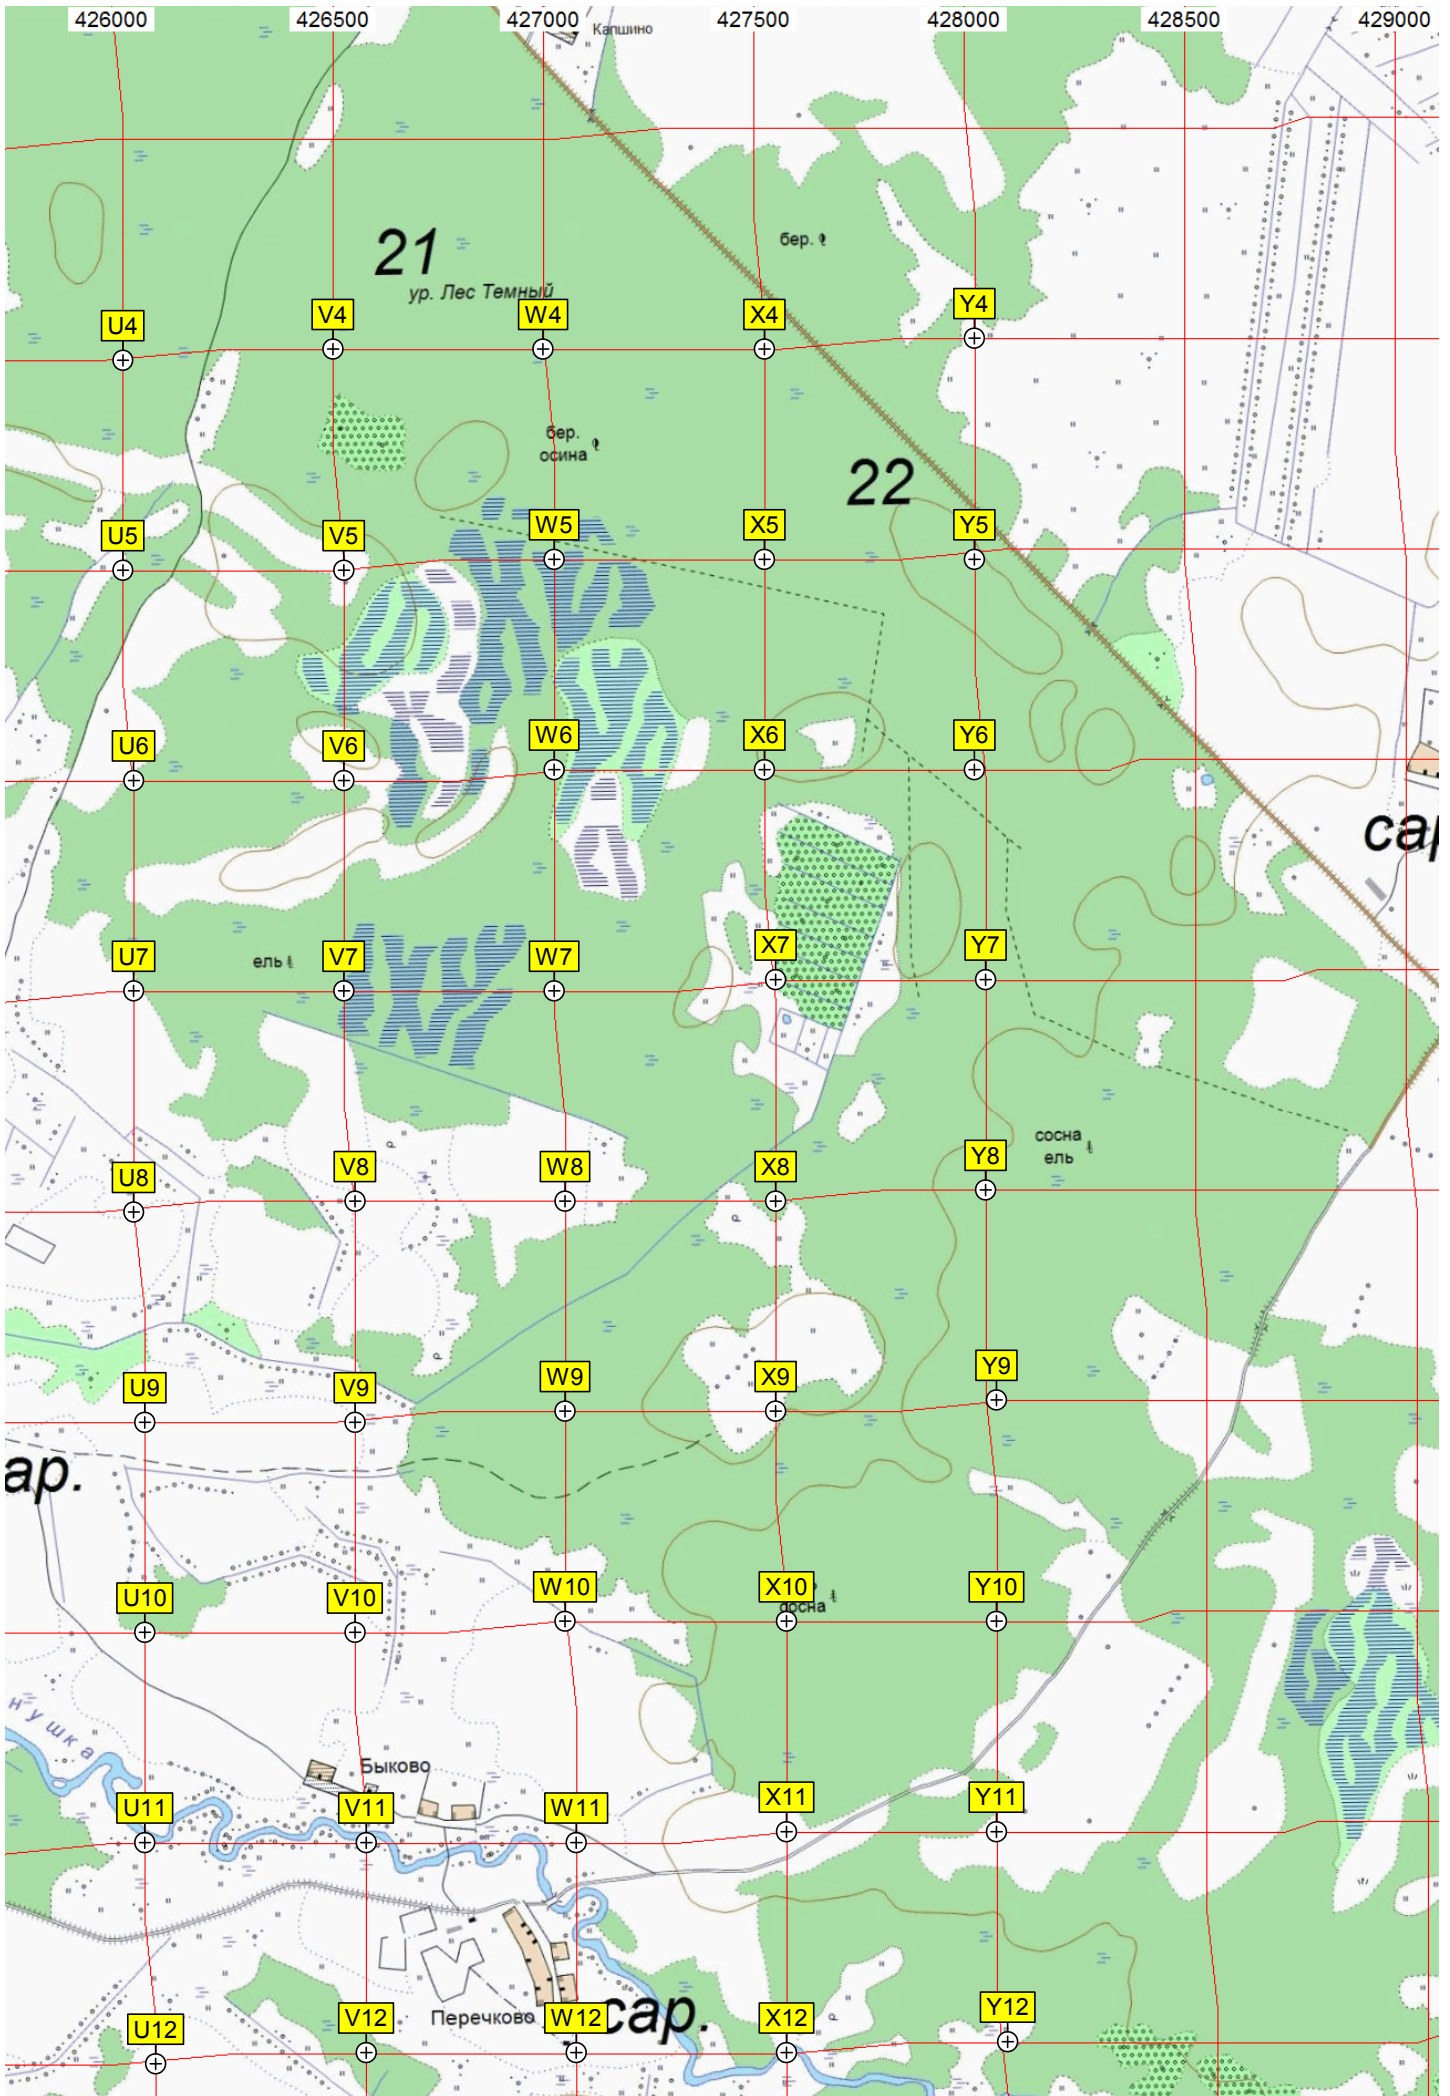 426000 426500 427000 427500 428000 428500 429000
Капшино
21
бер.
ур. Лес Темный
U4 V4 W4 X4 Y4
бер.
осина
22
U5 V5 W5 X5 Y5
U6 V6 W6 X6 Y6
сар
ель
U7 V7 W7 X7 Y7
сосна
ель
U8 V8 W8 X8 Y8
U9 V9 W9 X9 Y9
ар.
U10 V10 W10 X10 Y10
нушка
Быково
U11 V11 W11 X11 Y11
Перечково
сар.
U12 V12 W12 X12 Y12